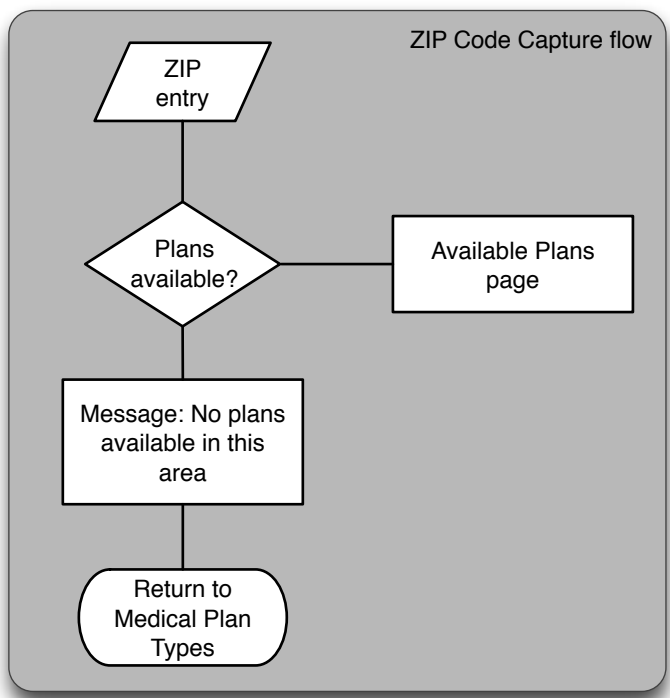 ZIP Code Capture flow
ZIP
entry
Plans
available?
Available Plans
page
Message: No plans
available in this
area
Return to
Medical Plan
Types